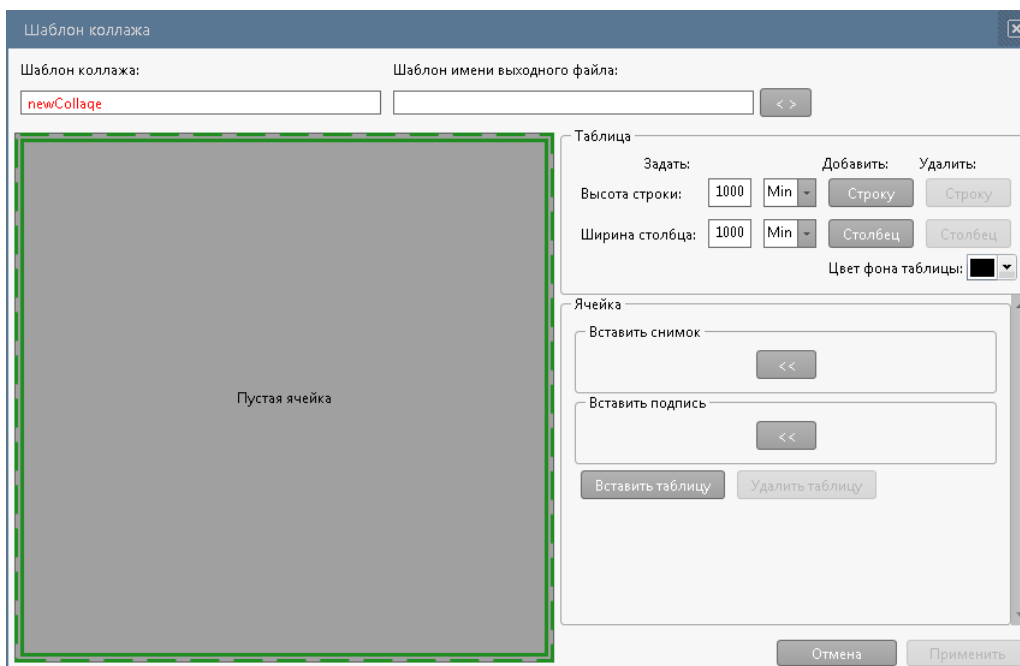 Шаблон коллажа
Шаблон коллажа: Шаблон имени выходного файла:
newCollage < >
Таблица
Задать: Добавить: Удалить:
Высота строки: 1000 Min Строку Строку
Ширина столбца: 1000 Min Столбец Столбец
Цвет фона таблицы:
Ячейка
Вставить снимок
<<
Пустая ячейка
Вставить подпись
<<
Вставить таблицу Удалить таблицу
Отмена Применить